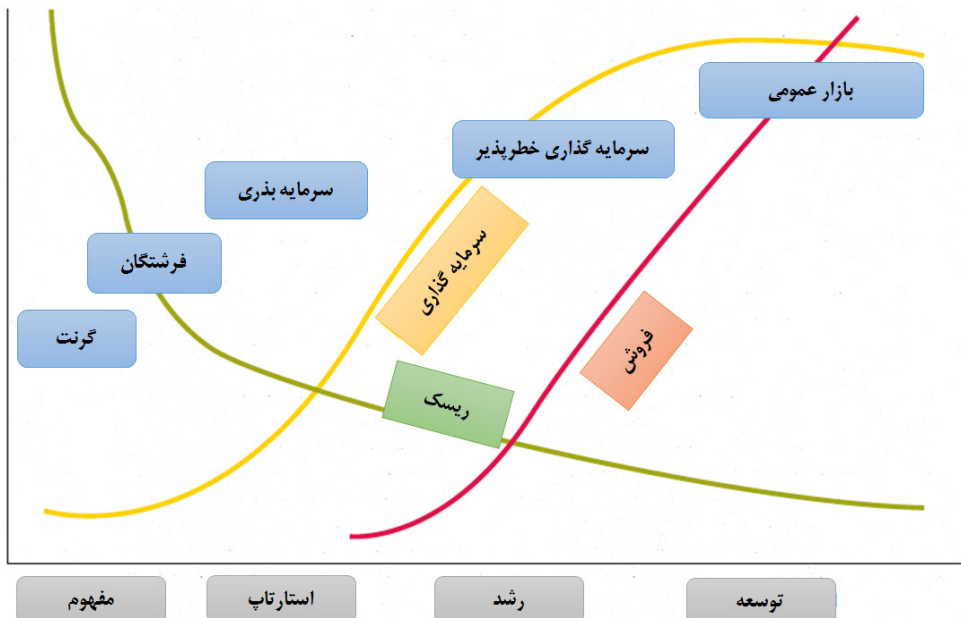 بازار عمومی
سرمایه گذاری خطرپذیر
سرمایه بذری
فرشتگان
گرنت
سرمایه گذاری
فروش
ریسک
مفهوم
استارتاپ
رشد
توسعه